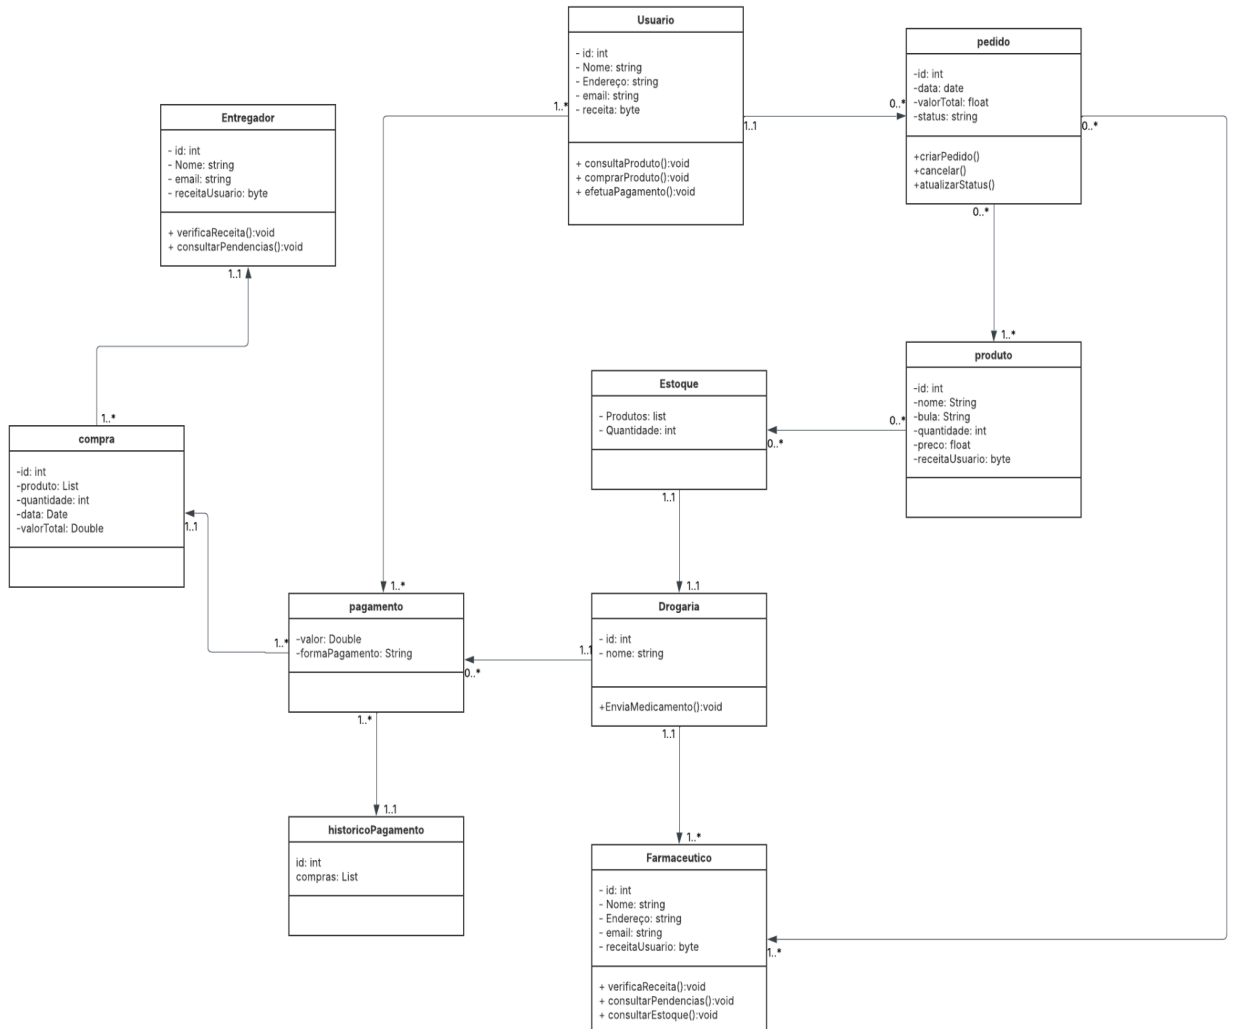 Usuario
- id: int
- Nome: string
- Endereço: string
- email: string
- receita: byte
+ consultaProduto():void
+ comprarProduto():void
+ efetuaPagamento():void
1..*
1..1
0..*
pedido
-id: int
-data: date
-valorTotal: float
-status: string
+criarPedido()
+cancelar()
+atualizarStatus()
0..*
0..*
Entregador
- id: int
- Nome: string
- email: string
- receitaUsuario: byte
+ verificaReceita():void
+ consultarPendencias():void
1..1
1..*
produto
-id: int
-nome: String
-bula: String
-quantidade: int
-preco: float
-receitaUsuario: byte
0..*
0..*
Estoque
- Produtos: list
- Quantidade: int
1..1
1..*
compra
-id: int
-produto: List
-quantidade: int
-data: Date
-valorTotal: Double
1..1
1..*
1..*
pagamento
-valor: Double
-formaPagamento: String
1..*
0..*
1..1
1..1
Drogaria
- id: int
- nome: string
+EnviaMedicamento():void
1..1
1..1
historicoPagamento
id: int
compras: List
1..*
Farmaceutico
- id: int
- Nome: string
- Endereço: string
- email: string
- receitaUsuario: byte
+ verificaReceita():void
+ consultarPendencias():void
+ consultarEstoque():void
1..*